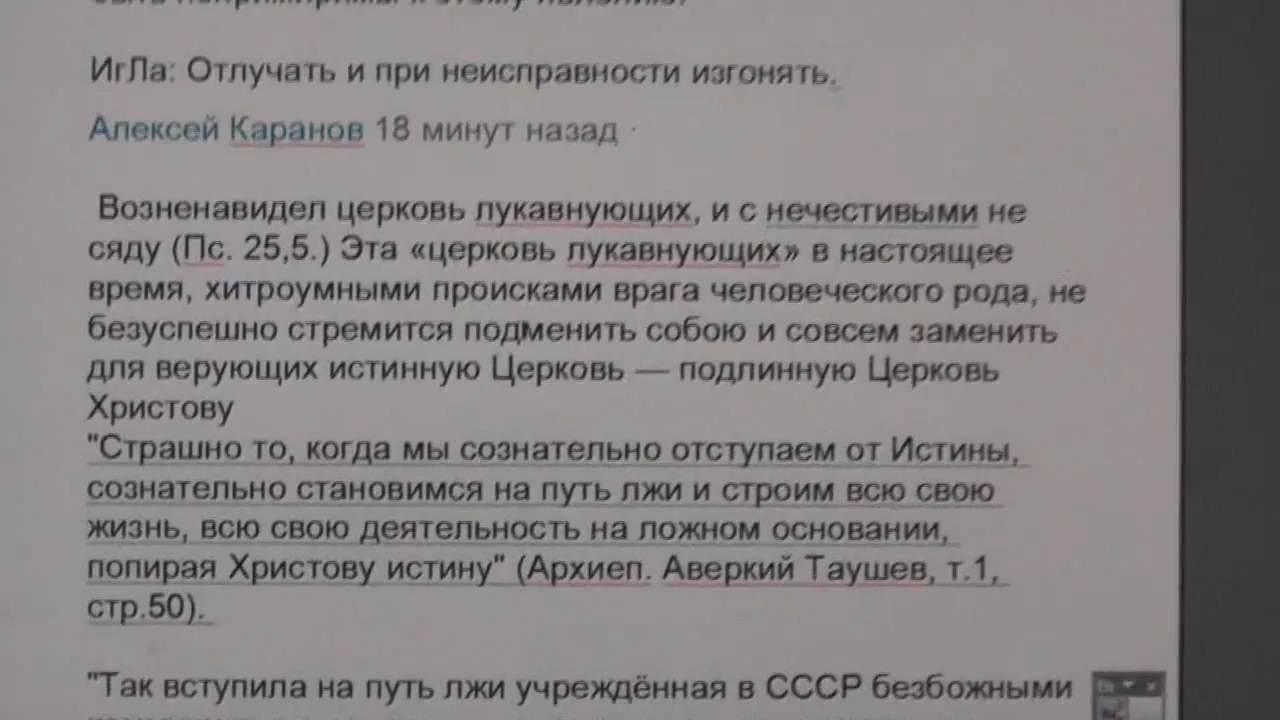 ИгЛа: Отлучать и при неисправности изгонять.
Алексей Каранов 18 минут назад ·
Возненавидел церковь лукавнующих, и с нечестивыми не
сяду (Пс. 25,5.) Эта «церковь лукавнующих» в настоящее
время, хитроумными происками врага человеческого рода, не
безуспешно стремится подменить собою и совсем заменить
для верующих истинную Церковь — подлинную Церковь
Христову
"Страшно то, когда мы сознательно отступаем от Истины,
сознательно становимся на путь лжи и строим всю свою
жизнь, всю свою деятельность на ложном основании,
попирая Христову истину" (Архиеп. Аверкий Таушев, т.1,
стр.50).
"Так вступила на путь лжи учреждённая в СССР безбожными